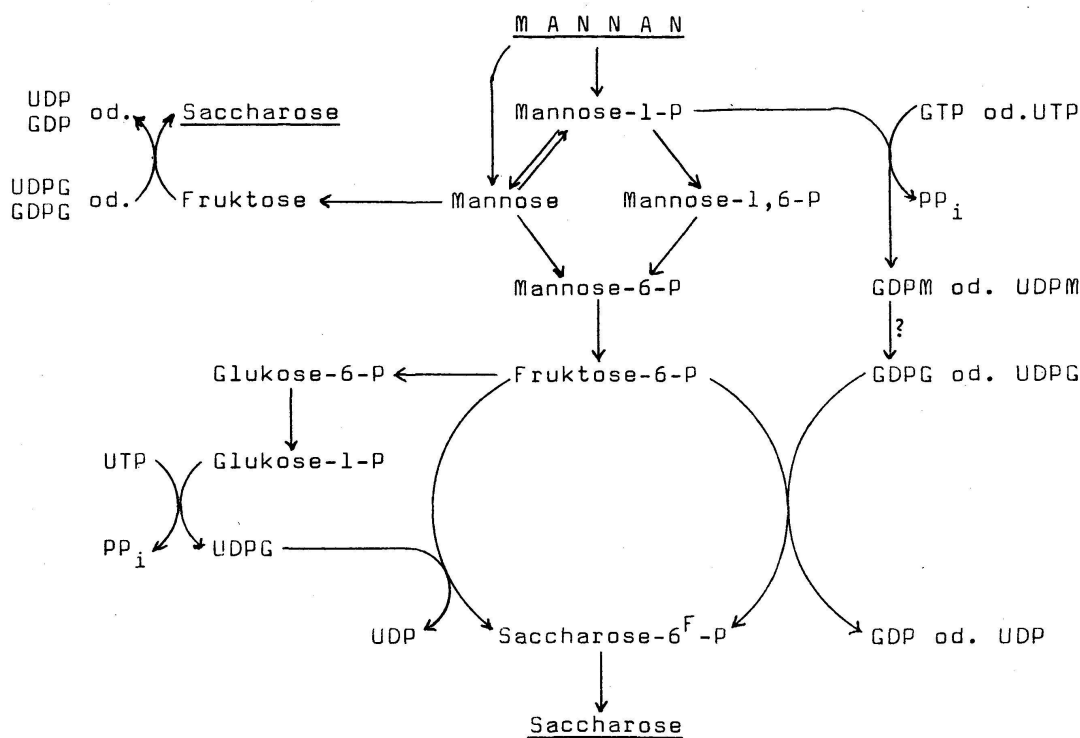 M A N N A N
UDP
GDP od. Saccharose
Mannose-1-P
GTP od.UTP
UDPG
GDPG od. Fruktose
Mannose
Mannose-1,6-P
PPi
Mannose-6-P
GDPM od. UDPM
?
Glukose-6-P
Fruktose-6-P
GDPG od. UDPG
UTP
Glukose-1-P
PPi
UDPG
UDP
Saccharose-6F-P
GDP od. UDP
Saccharose